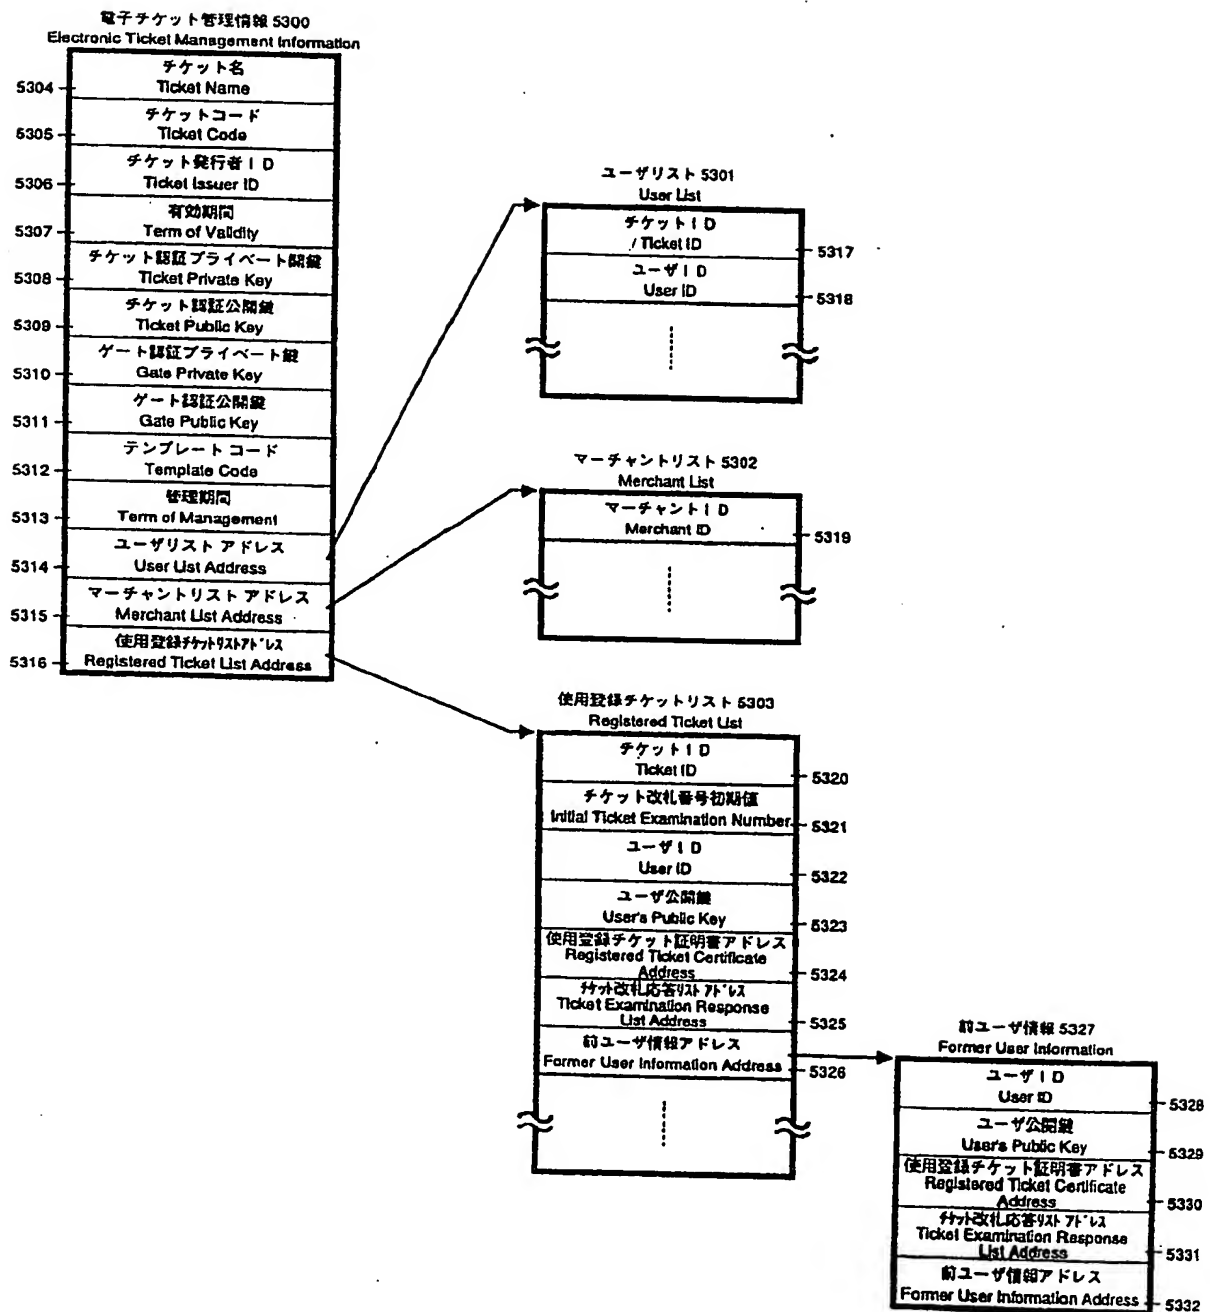 電子チケット管理情報 5300
Electronic Ticket Management Information
チケット名
Ticket Name
5304
チケットコード
Ticket Code
5305
チケット発行者ID
Ticket Issuer ID
5306
有効期間
Term of Validity
5307
チケット認証プライベート開鍵
Ticket Private Key
5308
チケット認証公開鍵
Ticket Public Key
5309
ゲート認証プライベート鍵
Gate Private Key
5310
ゲート認証公開鍵
Gate Public Key
5311
テンプレート コード
Template Code
5312
管理期間
Term of Management
5313
ユーザリスト アドレス
User List Address
5314
マーチャントリスト アドレス
Merchant List Address
5315
使用登録チケットリストアドレス
Registered Ticket List Address
5316
ユーザリスト 5301
User List
チケットID
/ Ticket ID
5317
ユーザID
User ID
5318
マーチャントリスト 5302
Merchant List
マーチャントID
Merchant ID
5319
使用登録チケットリスト 5303
Registered Ticket List
チケットID
Ticket ID
5320
チケット改札番号初期値
Initial Ticket Examination Number
5321
ユーザID
User ID
5322
ユーザ公開鍵
User's Public Key
5323
使用登録チケット証明書アドレス
Registered Ticket Certificate
Address
5324
チケット改札応答リスト アドレス
Ticket Examination Response
List Address
5325
前ユーザ情報アドレス
Former User Information Address
5326
前ユーザ情報 5327
Former User Information
ユーザID
User ID
5328
ユーザ公開鍵
User's Public Key
5329
使用登録チケット証明書アドレス
Registered Ticket Certificate
Address
5330
チケット改札応答リスト アドレス
Ticket Examination Response
List Address
5331
前ユーザ情報アドレス
Former User Information Address
5332